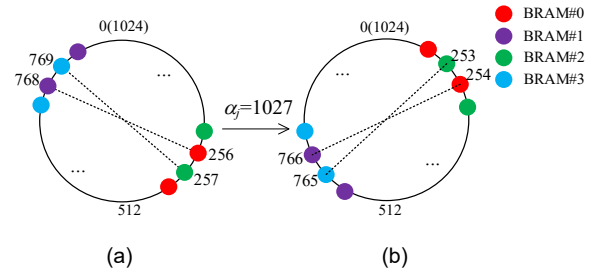 0(1024)
769
768
...
256
257
...
512
(a)
αj=1027
0(1024)
253
254
...
766
765
...
512
(b)
BRAM#0
BRAM#1
BRAM#2
BRAM#3